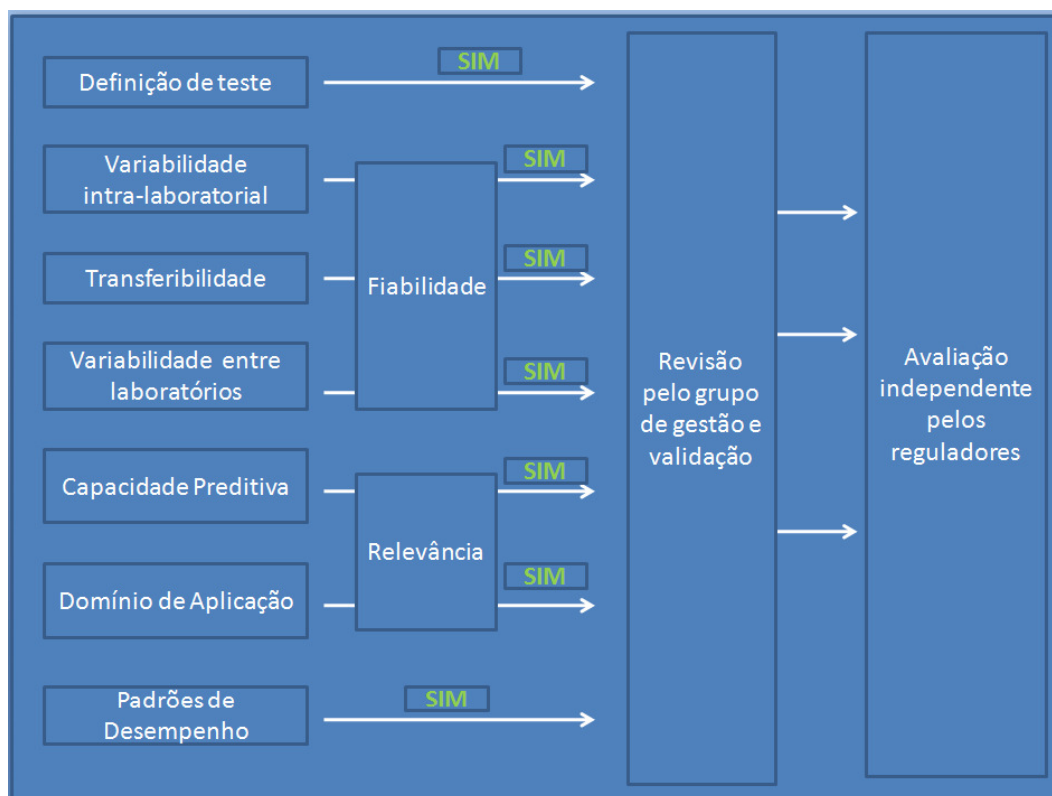 SIM
Definição de teste
Variabilidade
intra-laboratorial
SIM
Transferibilidade
SIM
Fiabilidade
Variabilidade entre
laboratórios
SIM
Capacidade Preditiva
SIM
Relevância
Domínio de Aplicação
SIM
Padrões de
Desempenho
SIM
Revisão
pelo grupo
de gestão e
validação
Avaliação
independente
pelos
reguladores